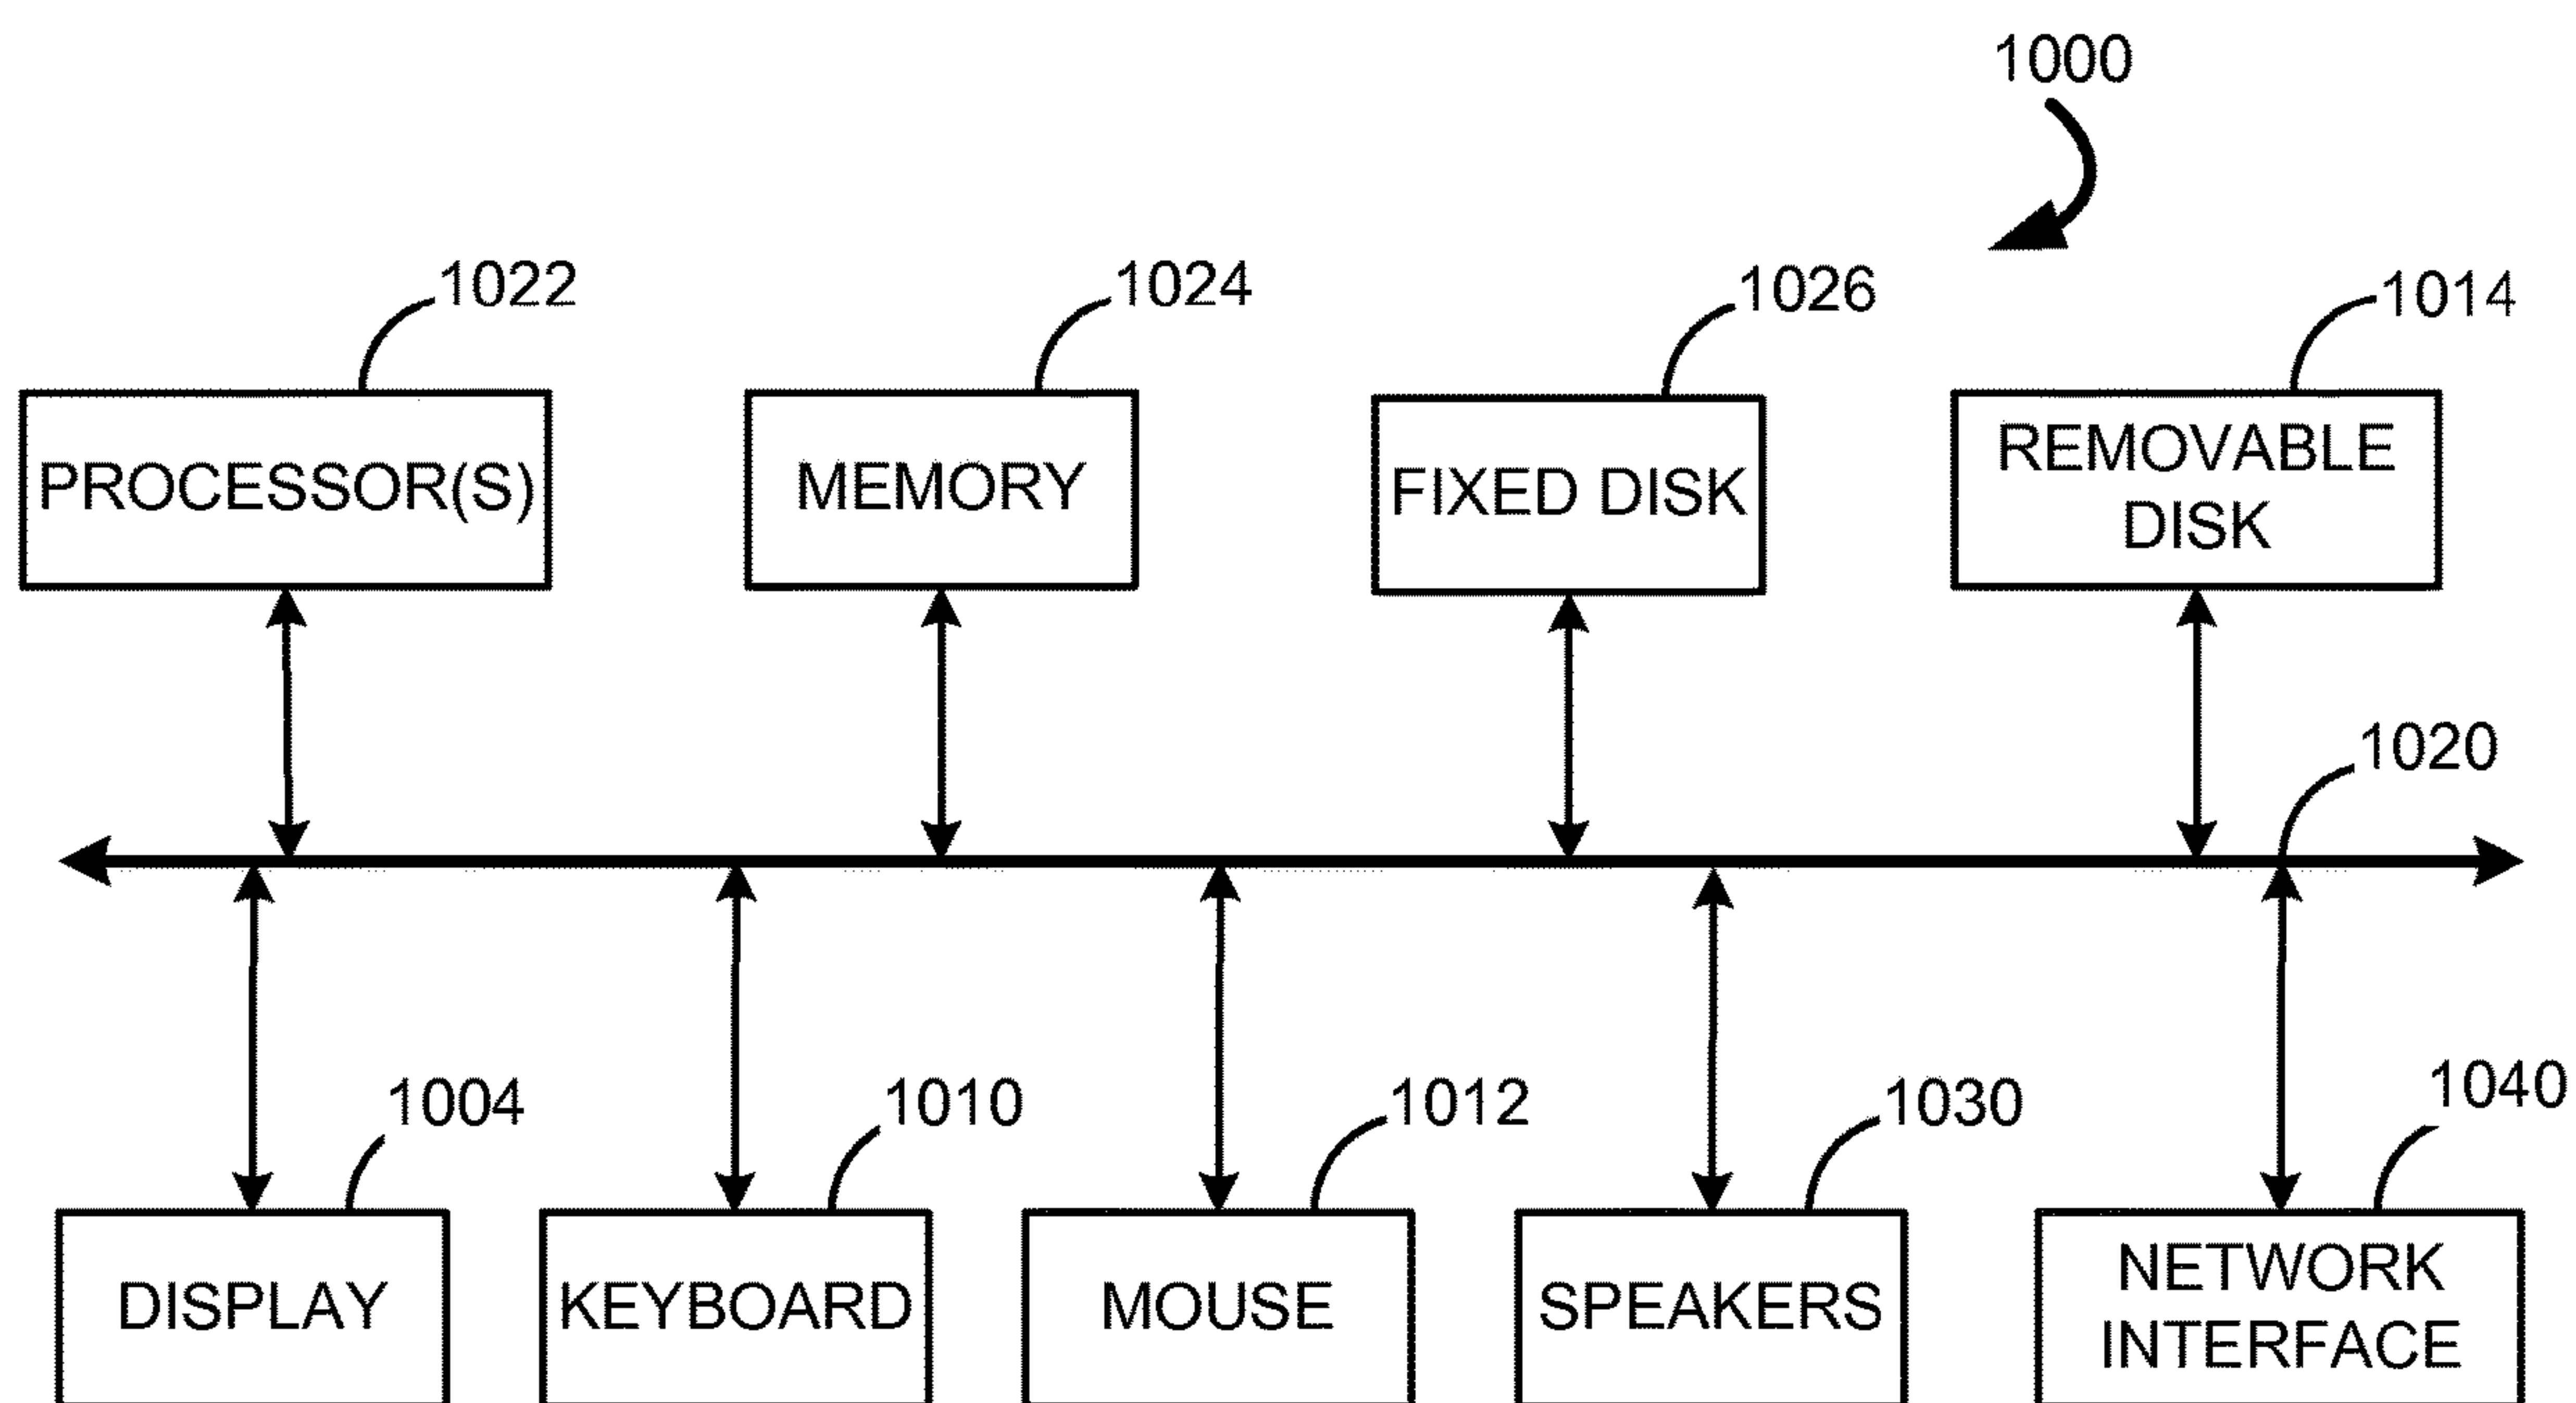 1000
1022
1024
1026
1014
PROCESSOR(S)
MEMORY
FIXED DISK
REMOVABLE
DISK
1020
1004
1010
1012
1030
1040
DISPLAY
KEYBOARD
MOUSE
SPEAKERS
NETWORK
INTERFACE